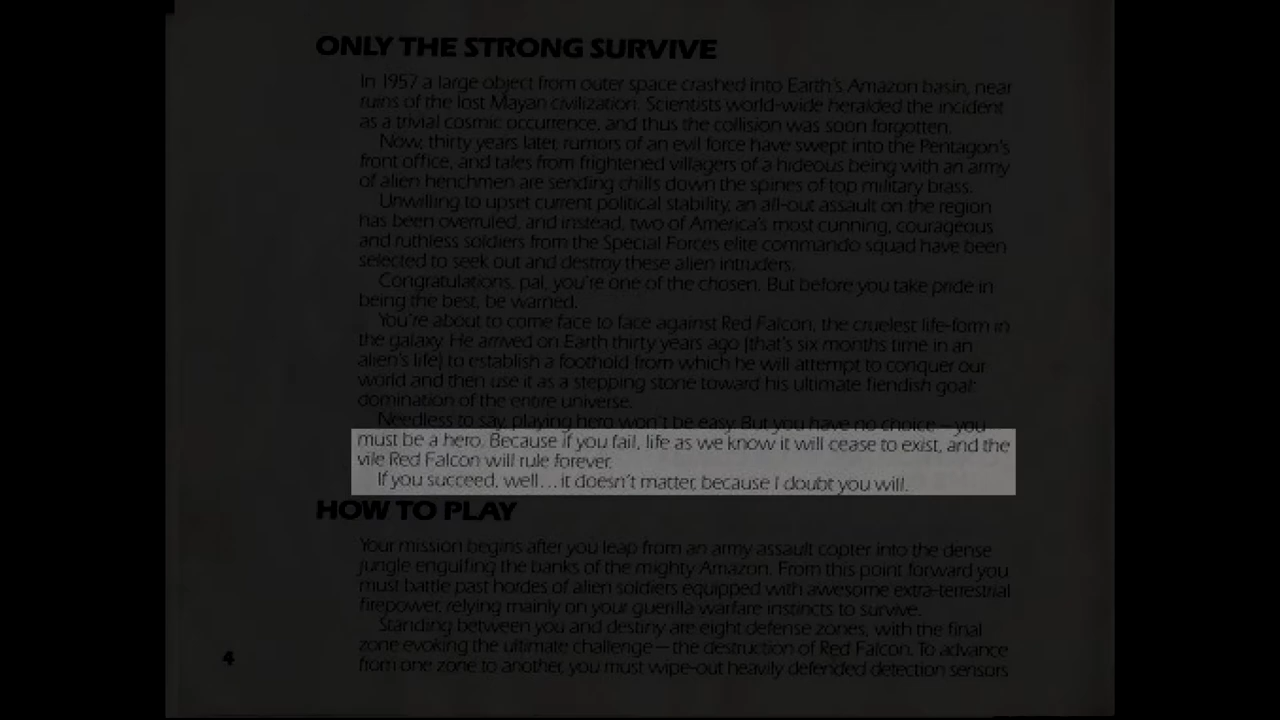 ONLY THE STRONG SURVIVE
In 1957 a large object from outer space crashed into Earth's Amazon basin, near
ruins of the lost Mayan civilization. Scientists world-wide heralded the incident
as a trivial cosmic occurrence, and thus the collision was soon forgotten.
Now, thirty years later, rumors of an evil force have swept into the Pentagon's
front office, and tales from frightened villagers of a hideous being with an army
of alien henchmen are sending chills down the spines of top military brass.
Unwilling to upset current political stability, an all-out assault on the region
has been overruled, and instead, two of America's most cunning, courageous
and ruthless soldiers from the Special Forces elite commando squad have been
selected to seek out and destroy these alien intruders.
Congratulations, pal, you're one of the chosen. But before you take pride in
being the best, be warned.
You're about to come face to face against Red Falcon, the cruelest life-form in
the galaxy. He arrived on Earth thirty years ago (that's six months time in an
alien's life) to establish a foothold from which he will attempt to conquer our
world and then use it as a stepping stone toward his ultimate fiendish goal:
domination of the entire universe.
Needless to say, playing hero won't be easy. But you have no choice—you
must be a hero. Because if you fail, life as we know it will cease to exist, and the
vile Red Falcon will rule forever.
If you succeed, well...it doesn't matter, because I doubt you will.
HOW TO PLAY
Your mission begins after you leap from an army assault copter into the dense
jungle engulfing the banks of the mighty Amazon. From this point forward you
must battle past hordes of alien soldiers equipped with awesome extra-terrestrial
firepower, relying mainly on your guerilla warfare instincts to survive.
Standing between you and destiny are eight defense zones, with the final
zone evoking the ultimate challenge—the destruction of Red Falcon. To advance
from one zone to another, you must wipe-out heavily defended detection sensors
4